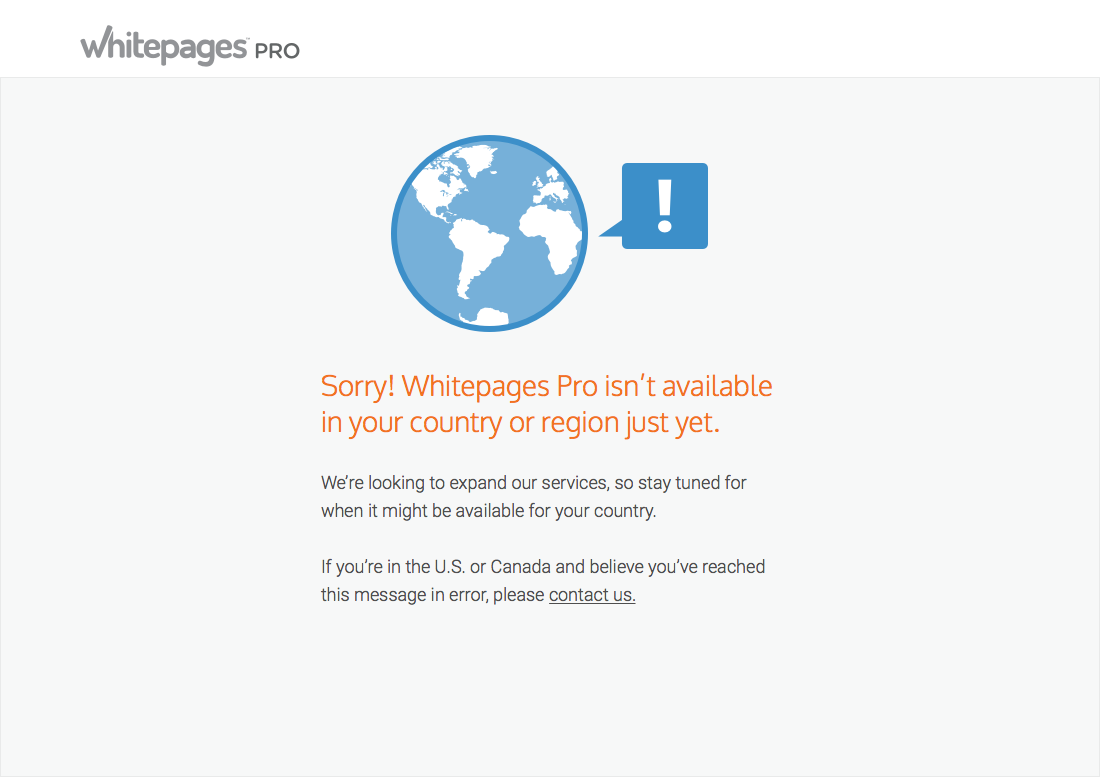 whitepages™ PRO
!
Sorry! Whitepages Pro isn’t available
in your country or region just yet.
We’re looking to expand our services, so stay tuned for
when it might be available for your country.
If you’re in the U.S. or Canada and believe you’ve reached
this message in error, please contact us.